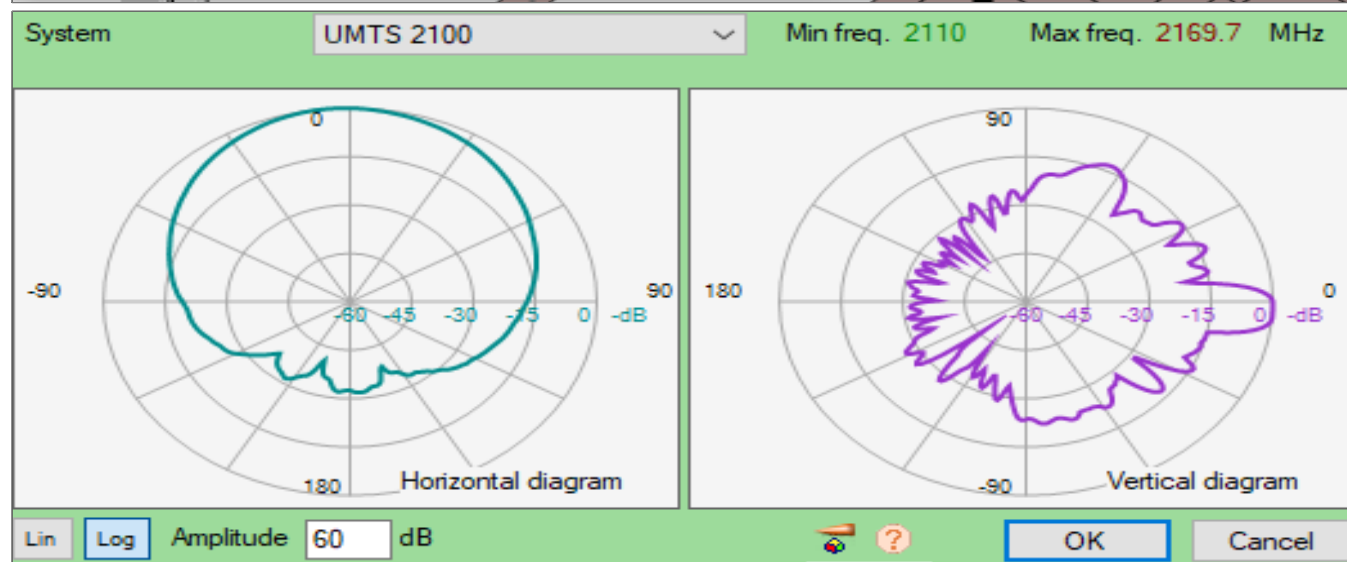 System UMTS 2100 Min freq. 2110 Max freq. 2169.7 MHz
0
-90 90
-60 -45 -30 -15 0 -dB
180 Horizontal diagram
90
180 0
-60 -45 -30 -15 0 -dB
-90 Vertical diagram
Lin Log Amplitude 60 dB ? OK Cancel